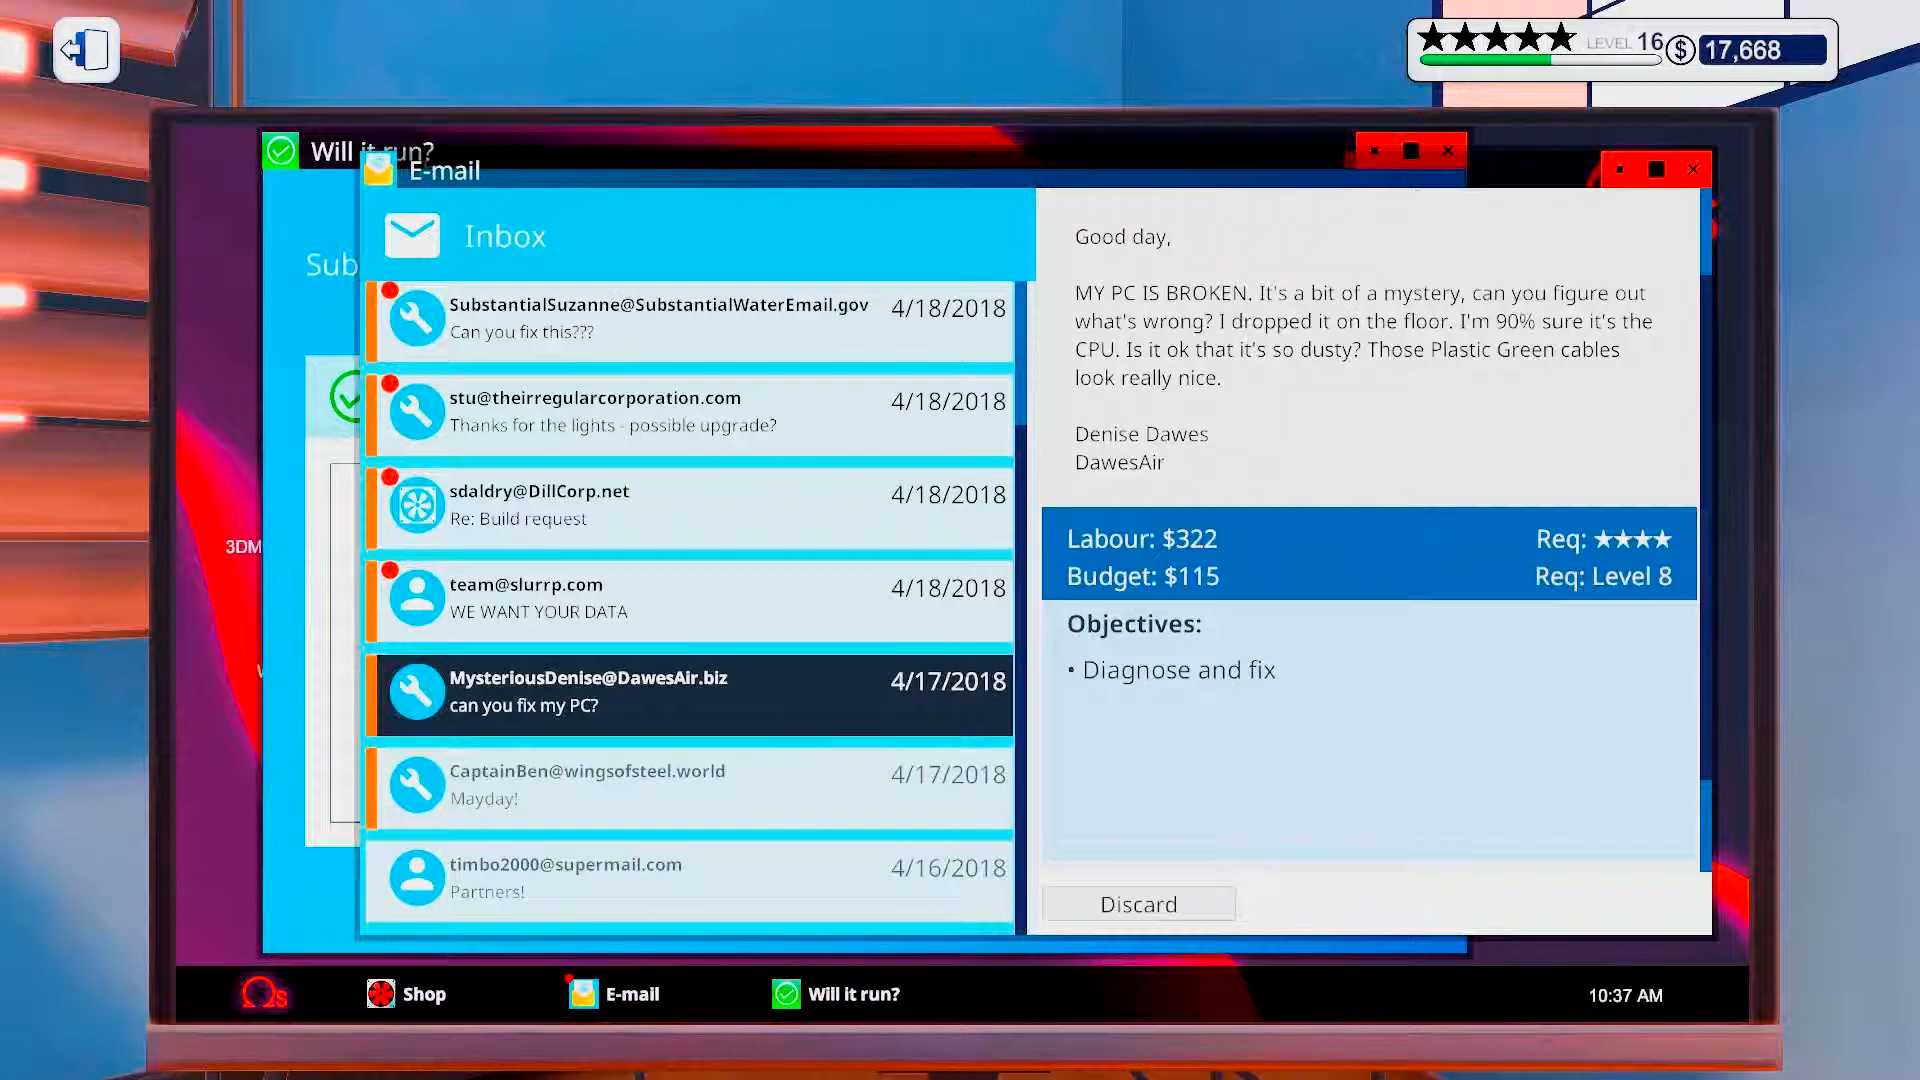 ★★★★★ LEVEL 16 $ 17,668
Will it run?
E-mail
Inbox
Sub
SubstantialSuzanne@SubstantialWaterEmail.gov 4/18/2018
Can you fix this???
stu@theirregularcorporation.com 4/18/2018
Thanks for the lights - possible upgrade?
sdaldry@DillCorp.net 4/18/2018
Re: Build request
team@slurrp.com 4/18/2018
WE WANT YOUR DATA
MysteriousDenise@DawesAir.biz 4/17/2018
can you fix my PC?
CaptainBen@wingsofsteel.world 4/17/2018
Mayday!
timbo2000@supermail.com 4/16/2018
Partners!
3DM
Good day,
MY PC IS BROKEN. It's a bit of a mystery, can you figure out
what's wrong? I dropped it on the floor. I'm 90% sure it's the
CPU. Is it ok that it's so dusty? Those Plastic Green cables
look really nice.
Denise Dawes
DawesAir
Labour: $322 Req: ★★★★
Budget: $115 Req: Level 8
Objectives:
• Diagnose and fix
Discard
Ωs Shop E-mail Will it run? 10:37 AM